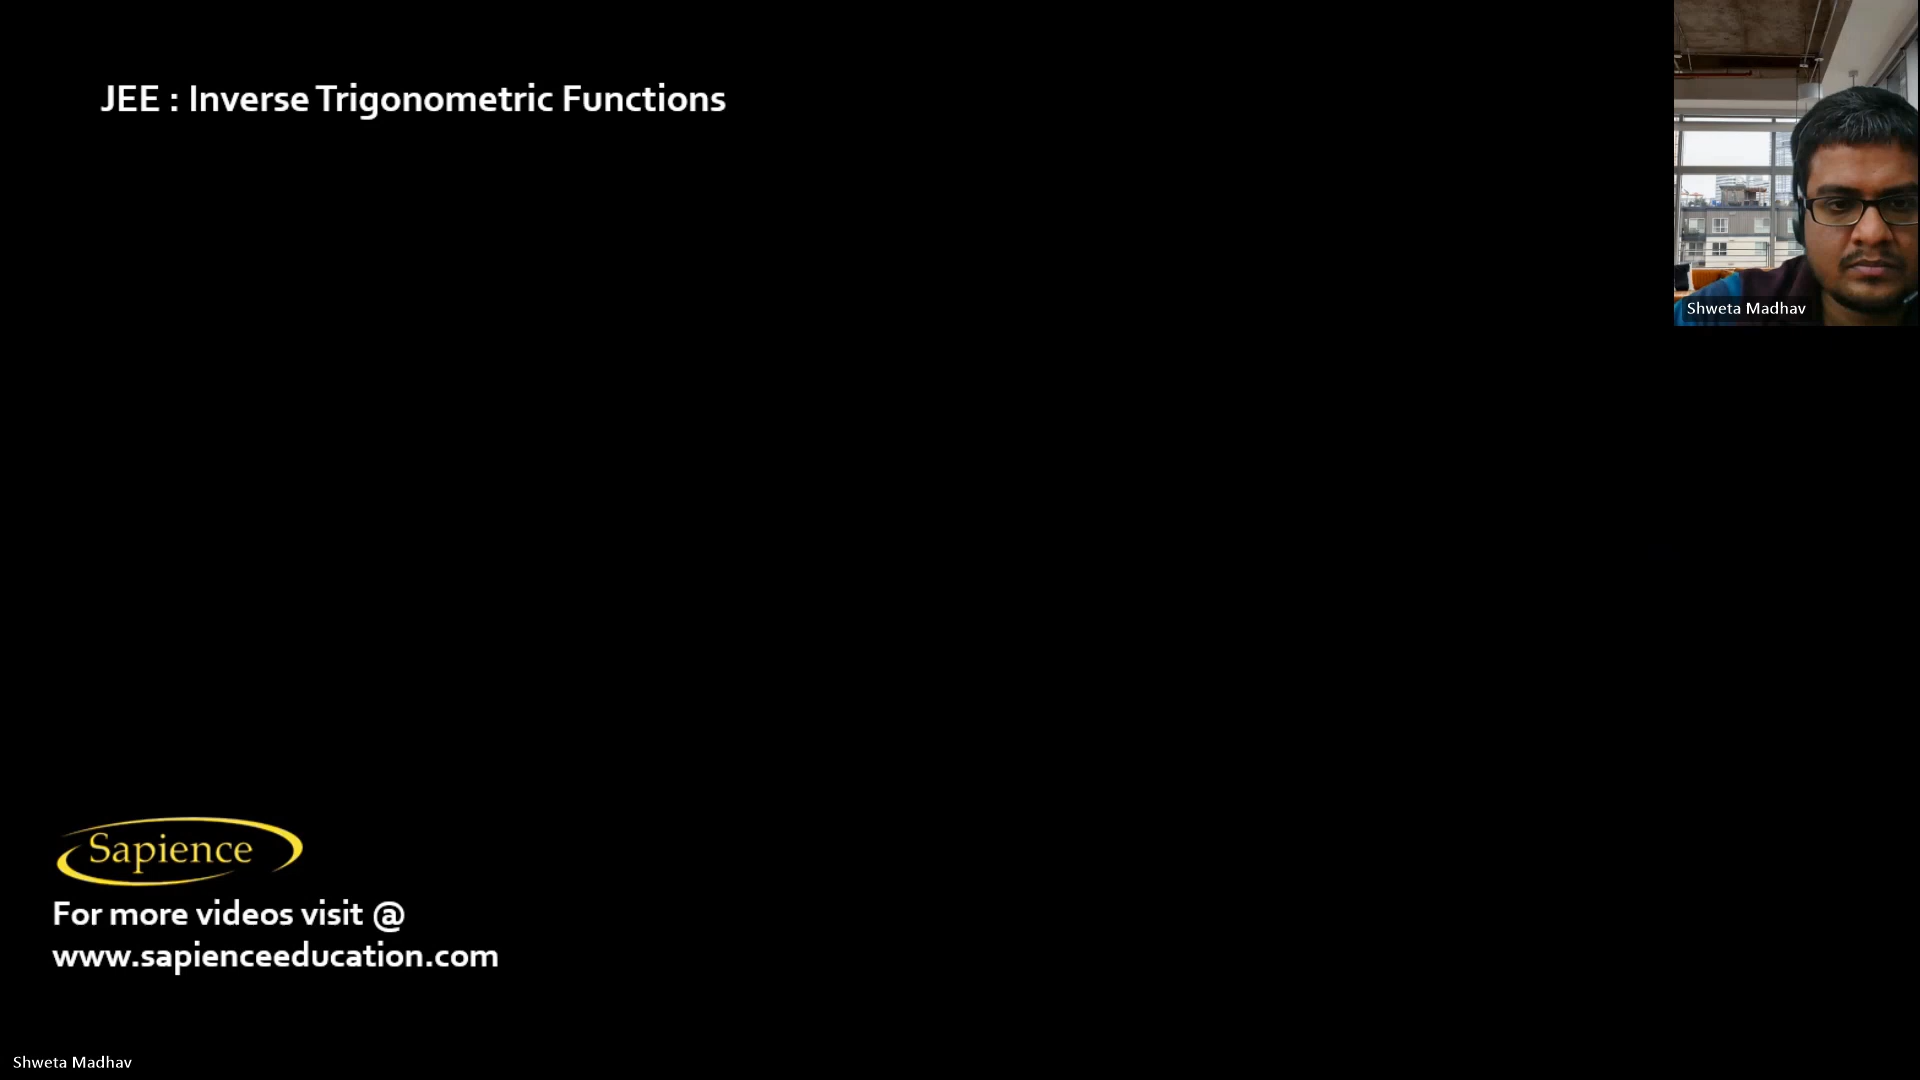 JEE : Inverse Trigonometric Functions
Shweta Madhav
Sapience
For more videos visit @
www.sapienceeducation.com
Shweta Madhav